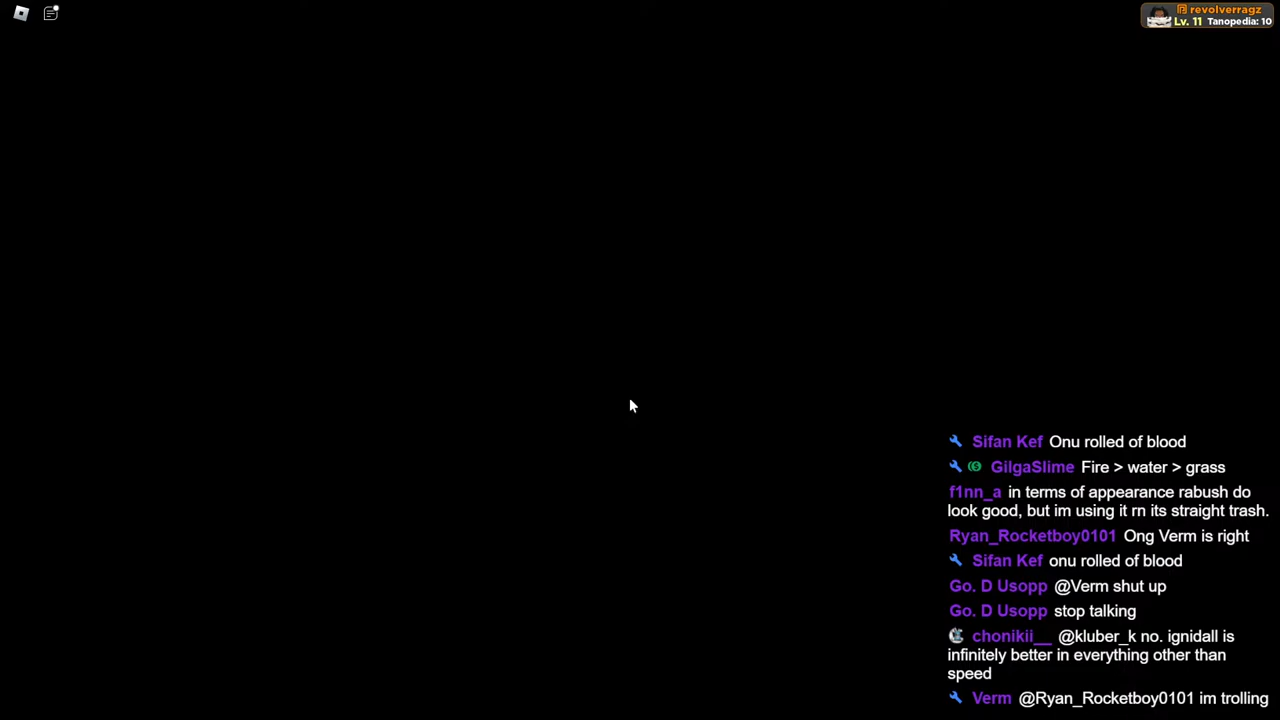 revolverragz
Lv. 11 Tanopedia: 10
Sifan Kef Onu rolled of blood
GilgaSlime Fire > water > grass
f1nn_a in terms of appearance rabush do
look good, but im using it rn its straight trash.
Ryan_Rocketboy0101 Ong Verm is right
Sifan Kef onu rolled of blood
Go. D Usopp @Verm shut up
Go. D Usopp stop talking
chonikii__ @kluber_k no. ignidall is
infinitely better in everything other than
speed
Verm @Ryan_Rocketboy0101 im trolling